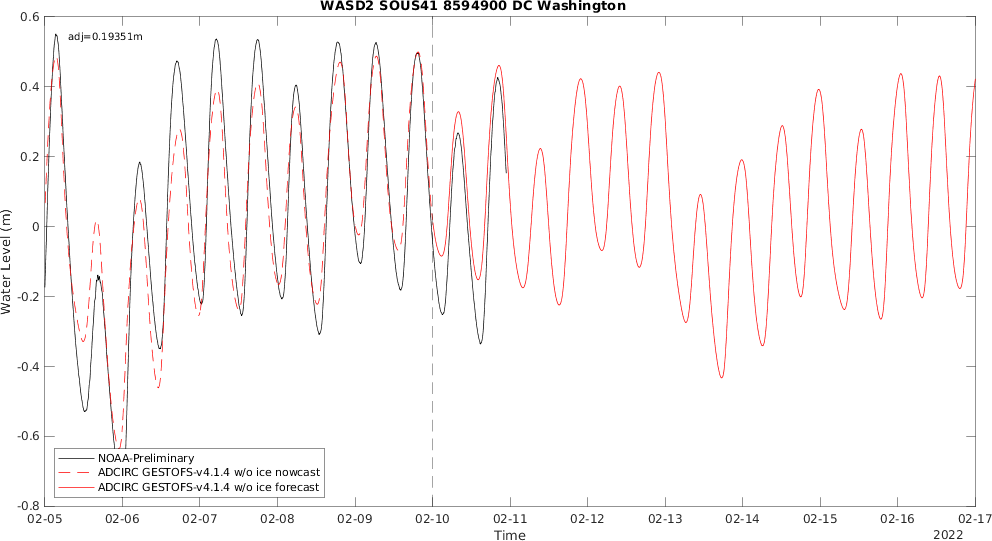 WASD2 SOUS41 8594900 DC Washington
adj=0.19351m
Water Level (m)
0.6
0.4
0.2
0
-0.2
-0.4
-0.6
-0.8
NOAA-Preliminary
ADCIRC GESTOFS-v4.1.4 w/o ice nowcast
ADCIRC GESTOFS-v4.1.4 w/o ice forecast
02-05 02-06 02-07 02-08 02-09 02-10 02-11 02-12 02-13 02-14 02-15 02-16 02-17
Time
2022